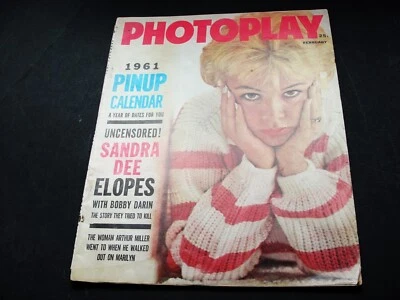 PHOTOPLAY
FEBRUARY
1961
PINUP
CALENDAR
A YEAR OF DATES FOR YOU
UNCENSORED!
SANDRA
DEE
ELOPES
WITH BOBBY DARIN
THE STORY THEY TRIED TO KILL
THE WOMAN ARTHUR MILLER
WENT TO WHEN HE WALKED
OUT ON MARILYN